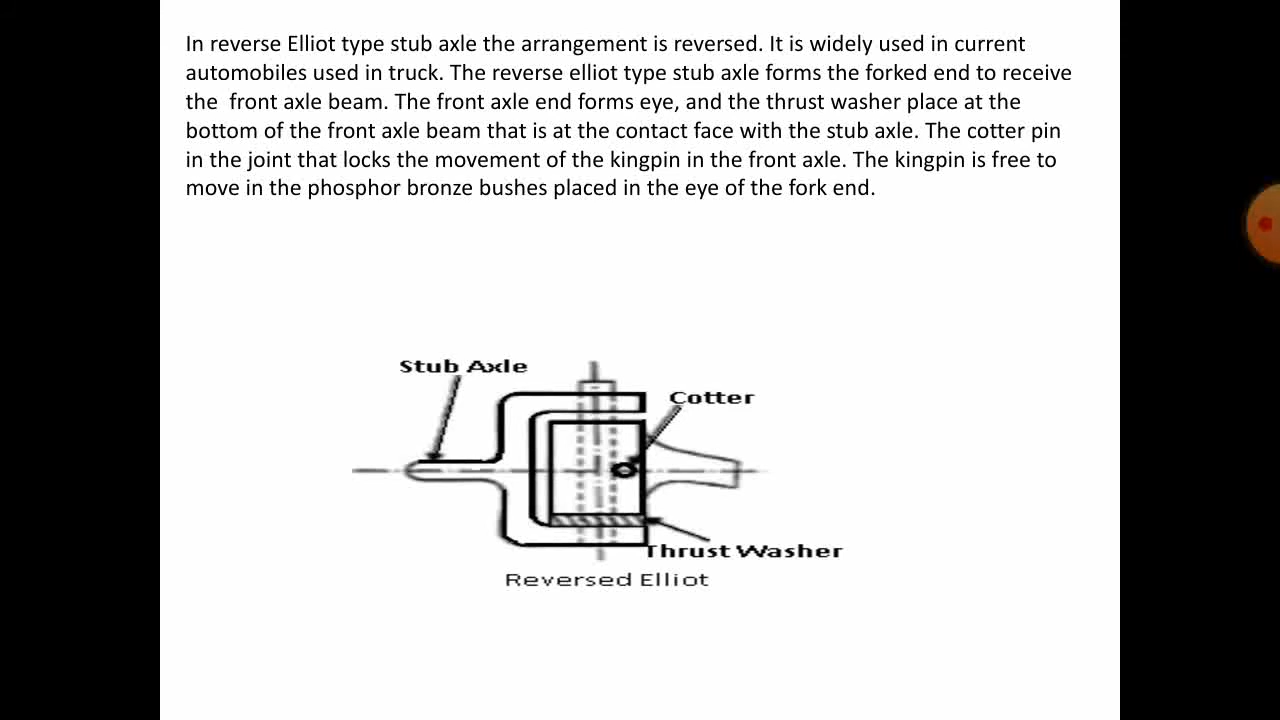 In reverse Elliot type stub axle the arrangement is reversed. It is widely used in current
automobiles used in truck. The reverse elliot type stub axle forms the forked end to receive
the  front axle beam. The front axle end forms eye, and the thrust washer place at the
bottom of the front axle beam that is at the contact face with the stub axle. The cotter pin
in the joint that locks the movement of the kingpin in the front axle. The kingpin is free to
move in the phosphor bronze bushes placed in the eye of the fork end.
Stub Axle
Cotter
Thrust Washer
Reversed Elliot